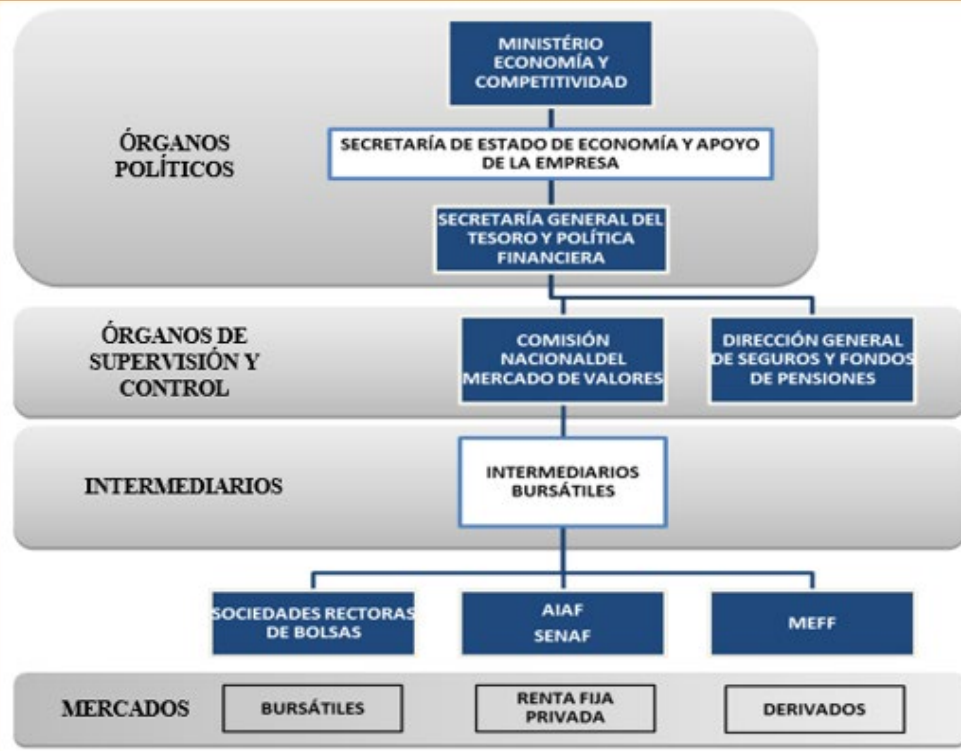 MINISTÉRIO
ECONOMÍA Y
COMPETITIVIDAD
ÓRGANOS
POLÍTICOS
SECRETARÍA DE ESTADO DE ECONOMÍA Y APOYO
DE LA EMPRESA
SECRETARÍA GENERAL DEL
TESORO Y POLÍTICA
FINANCIERA
ÓRGANOS DE
SUPERVISIÓN Y
CONTROL
COMISIÓN
NACIONALDEL
MERCADO DE VALORES
DIRECCIÓN GENERAL
DE SEGUROS Y FONDOS
DE PENSIONES
INTERMEDIARIOS
INTERMEDIARIOS
BURSÁTILES
SOCIEDADES RECTORAS
DE BOLSAS
AIAF
SENAF
MEFF
MERCADOS
BURSÁTILES
RENTA FIJA
PRIVADA
DERIVADOS